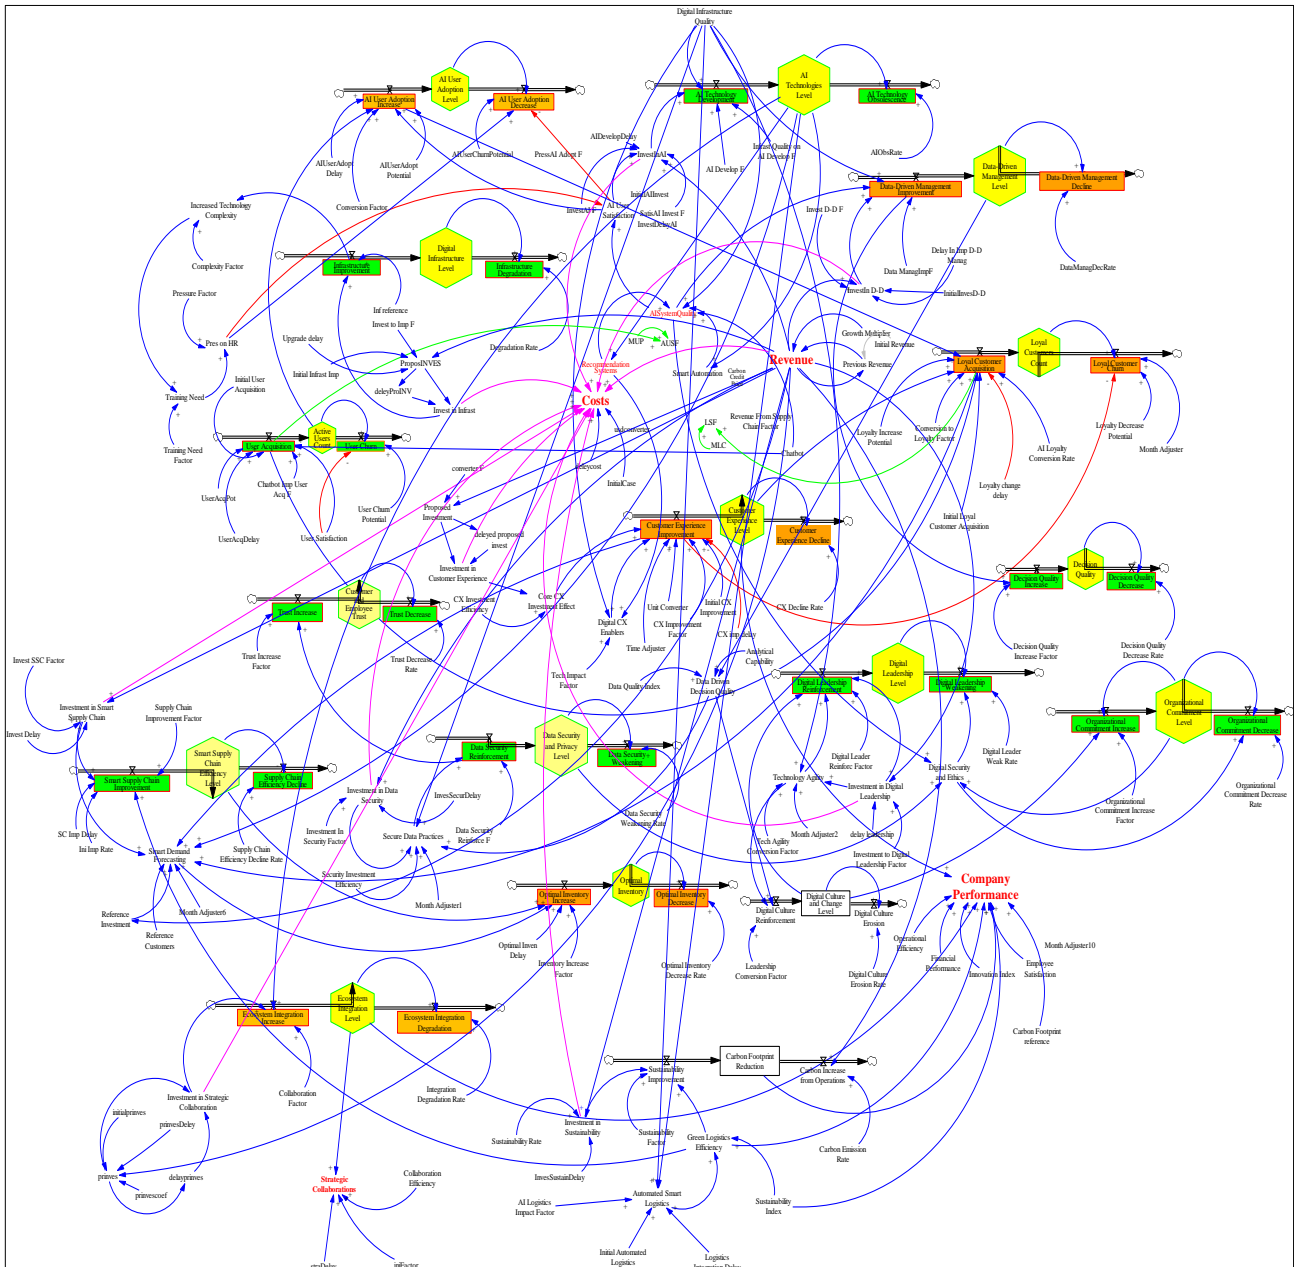 Digital Infrastructure
Quality
AI User
Adoption
Level
AI User Adoption
Increase
AI User Adoption
Decrease
AI Technology
Development
AI
Technologies
Level
AI Technology
Obsolescence
AIUserAdopt
Delay
AIUserAdopt
Potential
AIUserChurnPotential
Conversion Factor
PressAI Adopt F
AIDevelopDelay
InvestInAI
AI Develop F
Infrast Quality on
AI Develop F
AIObsRate
Data-Driven
Management
Level
Data-Driven Management
Improvement
Data-Driven Management
Decline
Increased Technology
Complexity
Complexity Factor
InvestAI F
AI User
Satisfaction
InitialAIInvest
SatisAI Invest F
InvestDelayAI
Invest D-D F
Data ManagImpF
Delay In Imp D-D
Manag
DataManagDecRate
Digital
Infrastructure
Level
Infrastructure
Improvement
Infrastructure
Degradation
Pressure Factor
Inf reference
Invest to Imp F
Upgrade delay
Degradation Rate
InvestIn D-D
InitialInvesD-D
AISystemQuality
MUP
AUSF
Growth Multiplier
Initial Revenue
Previous Revenue
Revenue
Pres on HR
ProposINVES
deleyProINV
Invest in Infrast
Initial User
Acquisition
Initial Infrast Imp
Training Need
Training Need
Factor
Recommendation
Systems
Costs
Smart Automation
Carbon
Credit
Loyal
Customers
Count
Loyal Customer
Acquisition
Loyal Customer
Churn
Active
Users
Count
User Acquisition
User Churn
Chatbot Imp User
Acq F
UserAcqPot
UserAcqDelay
User Satisfaction
User Churn
Potential
usdconverter
InitialCase
LSF
MLC
Revenue From Supply
Chain Factor
Chatbot
Loyalty Increase
Potential
Conversion to
Loyalty Factor
AI Loyalty
Conversion Rate
Loyalty Decrease
Potential
Month Adjuster
Loyalty change
delay
Initial Loyal
Customer Acquisition
Proposed
Investment
deleyed proposed
invest
Investment in
Customer Experience
CX Investment
Efficiency
Core CX
Investment Effect
Customer
Experience
Level
Customer Experience
Improvement
Customer
Experience Decline
Digital CX
Enablers
Time Adjuster
Unit Converter
CX Improvement
Factor
Initial CX
Improvement
CX imp delay
CX Decline Rate
Analytical
Capability
Decision
Quality
Decision Quality
Increase
Decision Quality
Decrease
Decision Quality
Increase Factor
Decision Quality
Decrease Rate
Trust Increase
Trust Decrease
Trust Increase
Factor
Trust Decrease
Rate
Tech Impact
Factor
Data Quality Index
Data Driven
Decision Quality
Invest SSC Factor
Investment in Smart
Supply Chain
Invest Delay
Supply Chain
Improvement Factor
Smart Supply
Chain
Efficiency
Level
Smart Supply Chain
Improvement
Supply Chain
Efficiency Decline
SC Imp Delay
Ini Imp Rate
Smart Demand
Forecasting
Supply Chain
Efficiency Decline Rate
Reference
Investment
Reference
Customers
Month Adjuster6
Data Security
and Privacy
Level
Data Security
Reinforcement
Data Security
Weakening
Investment in Data
Security
Investment In
Security Factor
InvesSecurDelay
Secure Data Practices
Data Security
Reinforce F
Data Security
Weakening Rate
Security Investment
Efficiency
Month Adjuster1
Digital
Leadership
Level
Digital Leadership
Reinforcement
Digital Leadership
Weakening
Digital Leader
Reinforc Factor
Digital Leader
Weak Rate
Technology Agility
Investment in Digital
Leadership
Digital Security
and Ethics
Tech Agility
Conversion Factor
Month Adjuster2
delay leadership
Investment to Digital
Leadership Factor
Organizational
Commitment
Level
Organizational
Commitment Increase
Organizational
Commitment Decrease
Organizational
Commitment Increase
Factor
Organizational
Commitment Decrease
Rate
Optimal
Inventory
Optimal Inventory
Increase
Optimal Inventory
Decrease
Optimal Inven
Delay
Inventory Increase
Factor
Optimal Inventory
Decrease Rate
Digital Culture
and Change
Level
Digital Culture
Reinforcement
Digital Culture
Erosion
Leadership
Conversion Factor
Digital Culture
Erosion Rate
Company
Performance
Operational
Efficiency
Financial
Performance
Innovation Index
Employee
Satisfaction
Month Adjuster10
Carbon Footprint
reference
Ecosystem
Integration
Level
Ecosystem Integration
Increase
Ecosystem Integration
Degradation
Investment in Strategic
Collaboration
Collaboration
Factor
Integration
Degradation Rate
initialprinves
prinvesDeley
prinves
delayprinves
prinvescoef
Strategic
Collaborations
Collaboration
Efficiency
Sustainability
Improvement
Carbon Footprint
Reduction
Carbon Increase
from Operations
Sustainability Rate
Investment in
Sustainability
Sustainability
Factor
Green Logistics
Efficiency
Carbon Emission
Rate
InvesSustainDelay
AI Logistics
Impact Factor
Automated Smart
Logistics
Sustainability
Index
Initial Automated
Logistics
Logistics